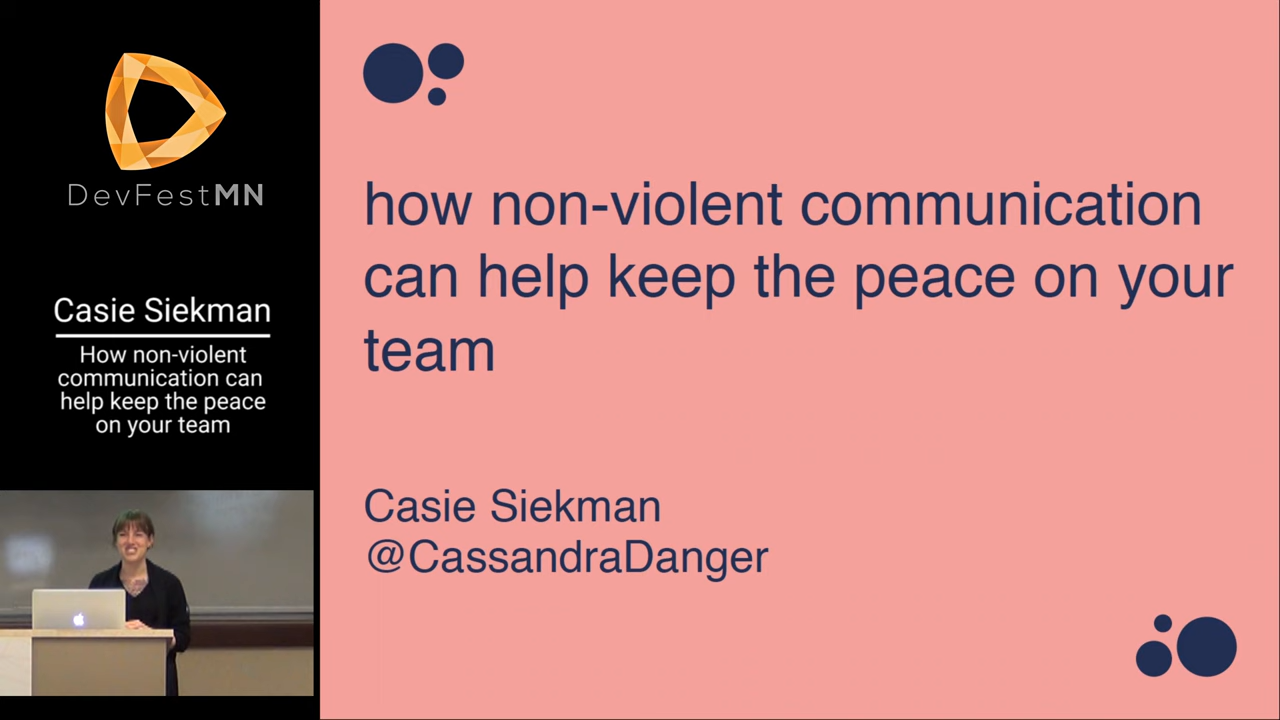 DevFestMN
Casie Siekman
How non-violent
communication can
help keep the peace
on your team
how non-violent communication
can help keep the peace on your
team
Casie Siekman
@CassandraDanger